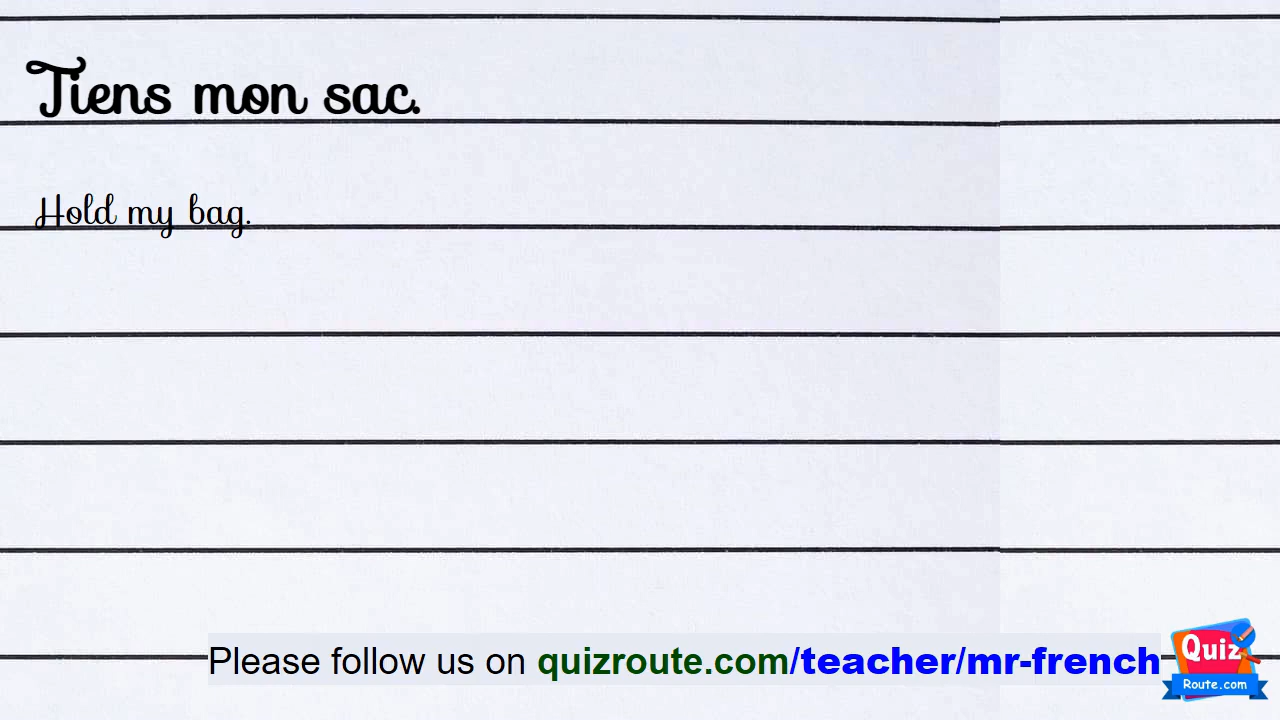 Tiens mon sac.
Hold my bag.
Please follow us on quizroute.com/teacher/mr-french
Quiz
Route.com